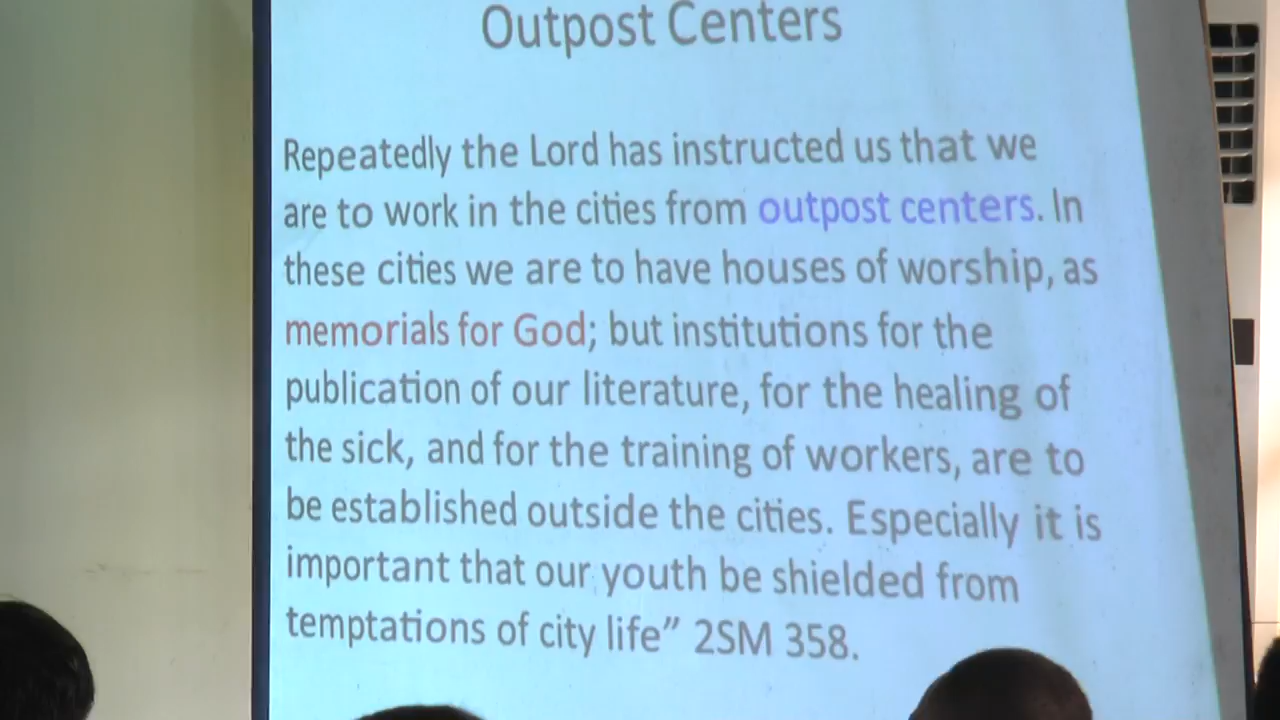 Outpost Centers
Repeatedly the Lord has instructed us that we
are to work in the cities from outpost centers. In
these cities we are to have houses of worship, as
memorials for God; but institutions for the
publication of our literature, for the healing of
the sick, and for the training of workers, are to
be established outside the cities. Especially it is
important that our youth be shielded from
temptations of city life” 2SM 358.